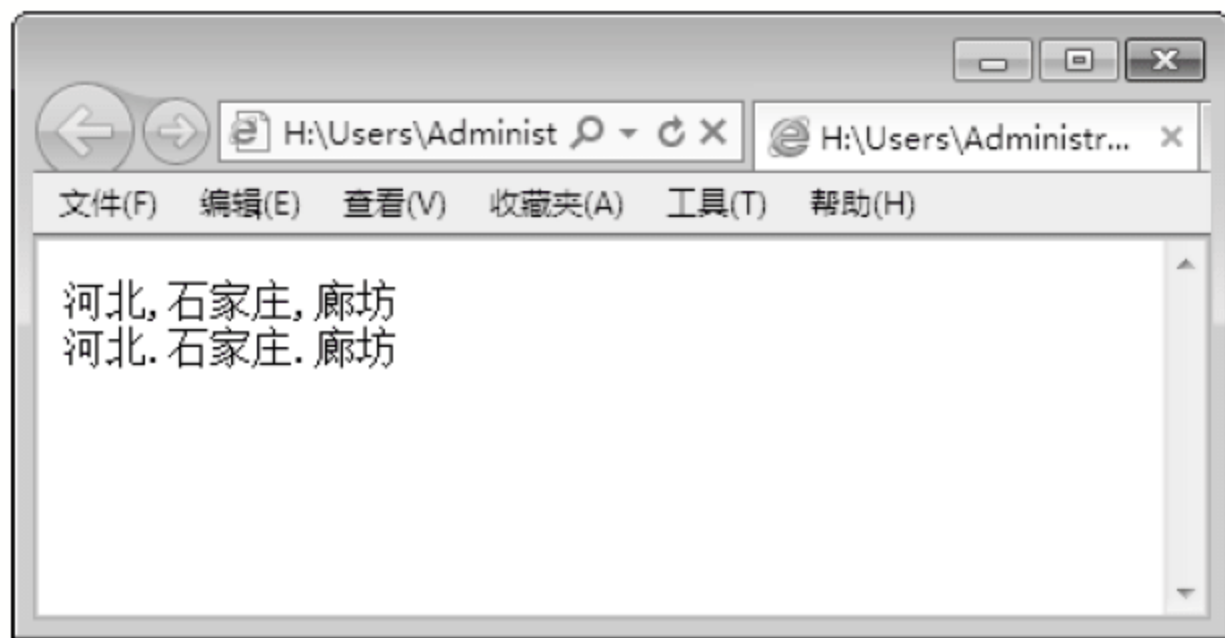 H:\Users\Administ
H:\Users\Administr...
文件(F) 编辑(E) 查看(V) 收藏夹(A) 工具(T) 帮助(H)
河北,石家庄,廊坊
河北.石家庄.廊坊